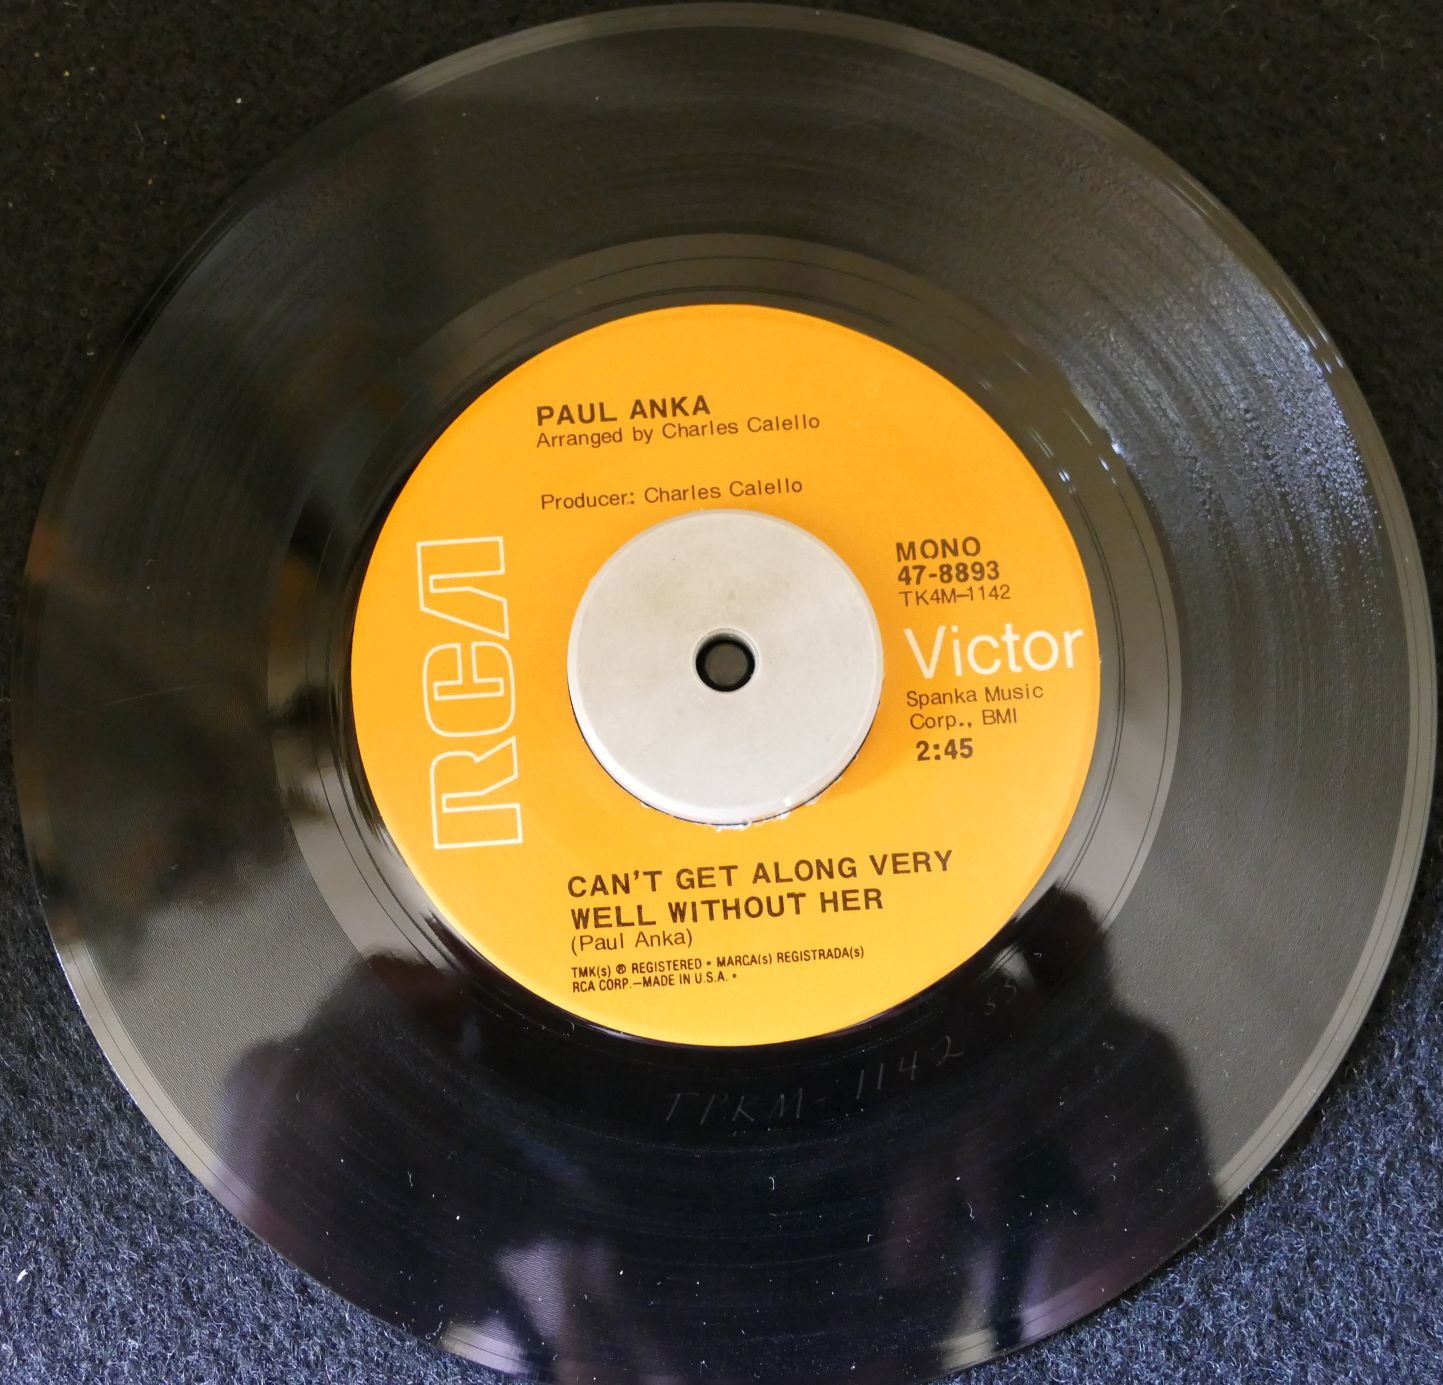 PAUL ANKA
Arranged by Charles Calello
Producer: Charles Calello
RCA
MONO
47-8893
TK4M-1142
Victor
Spanka Music
Corp., BMI
2:45
CAN'T GET ALONG VERY
WELL WITHOUT HER
(Paul Anka)
TMK(s) ® REGISTERED • MARCA(s) REGISTRADA(s)
RCA CORP.—MADE IN U.S.A. •
TPKM-1142 5S